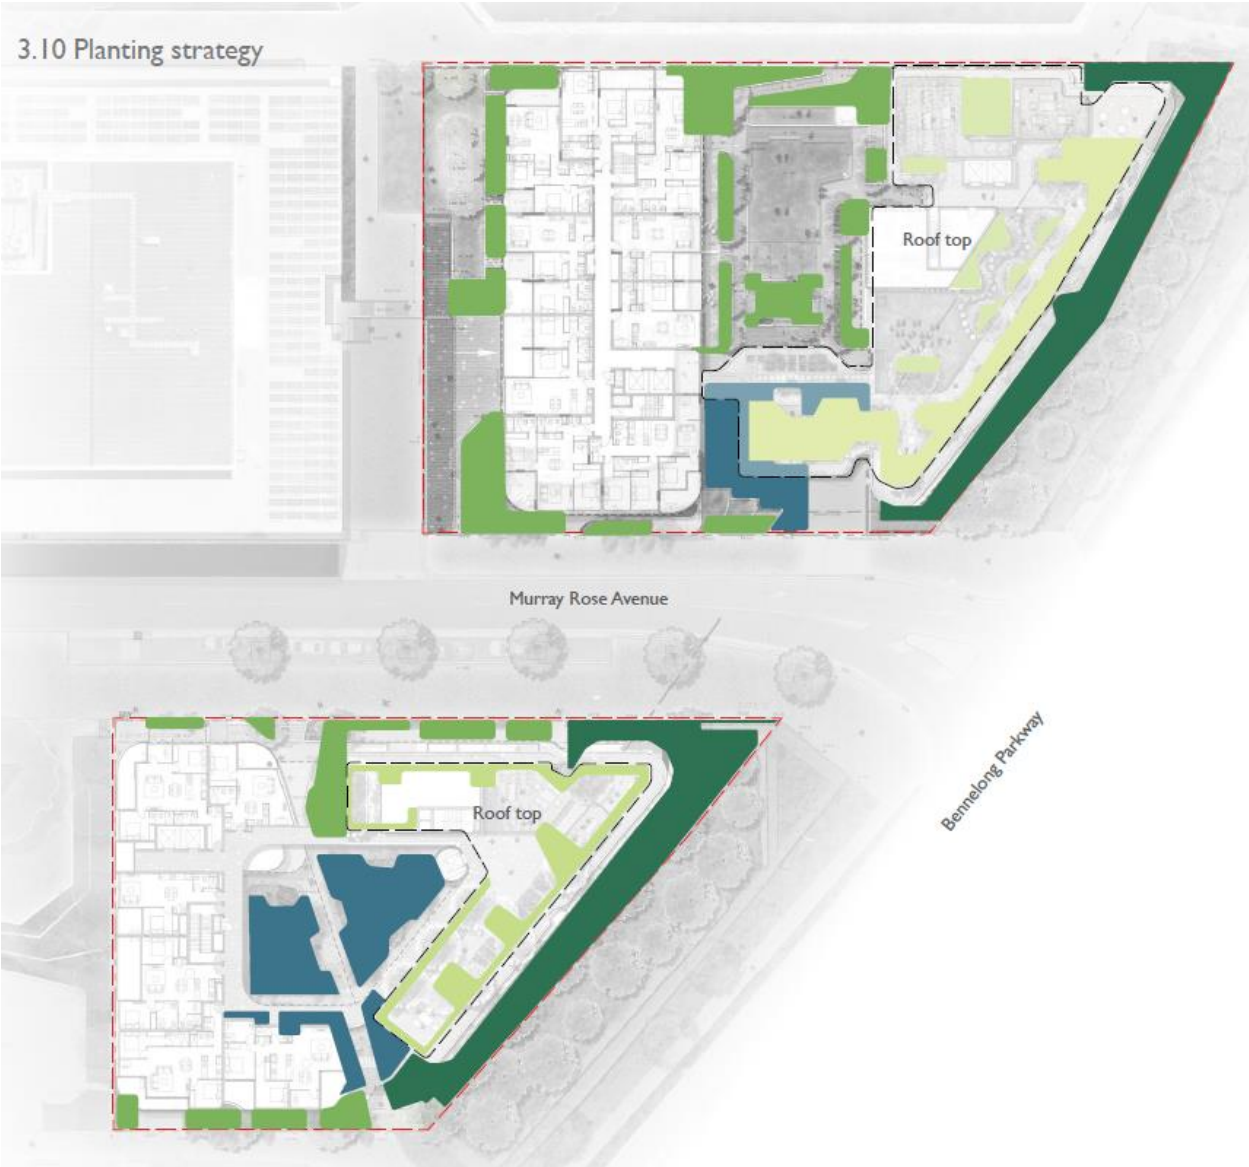 3.10 Planting strategy
Roof top
Murray Rose Avenue
Bennelong Parkway
Roof top